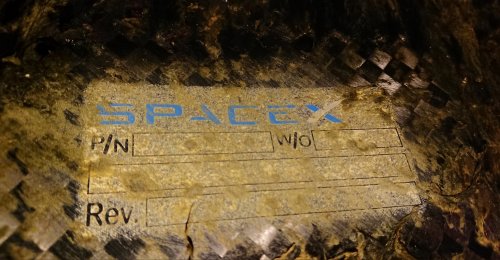 SPACEX
P/N W/O
Rev.